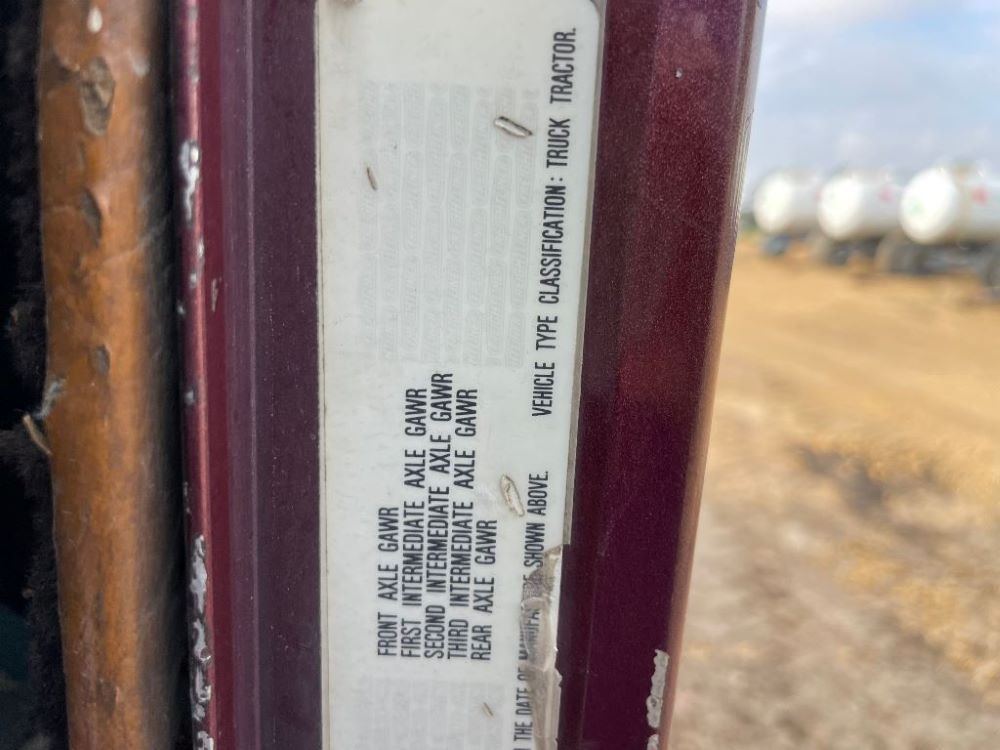 FRONT AXLE GAWR
FIRST INTERMEDIATE AXLE GAWR
SECOND INTERMEDIATE AXLE GAWR
THIRD INTERMEDIATE AXLE GAWR
REAR AXLE GAWR
THE DATE OF SHOWN ABOVE.
VEHICLE TYPE CLASSIFICATION: TRUCK TRACTOR.